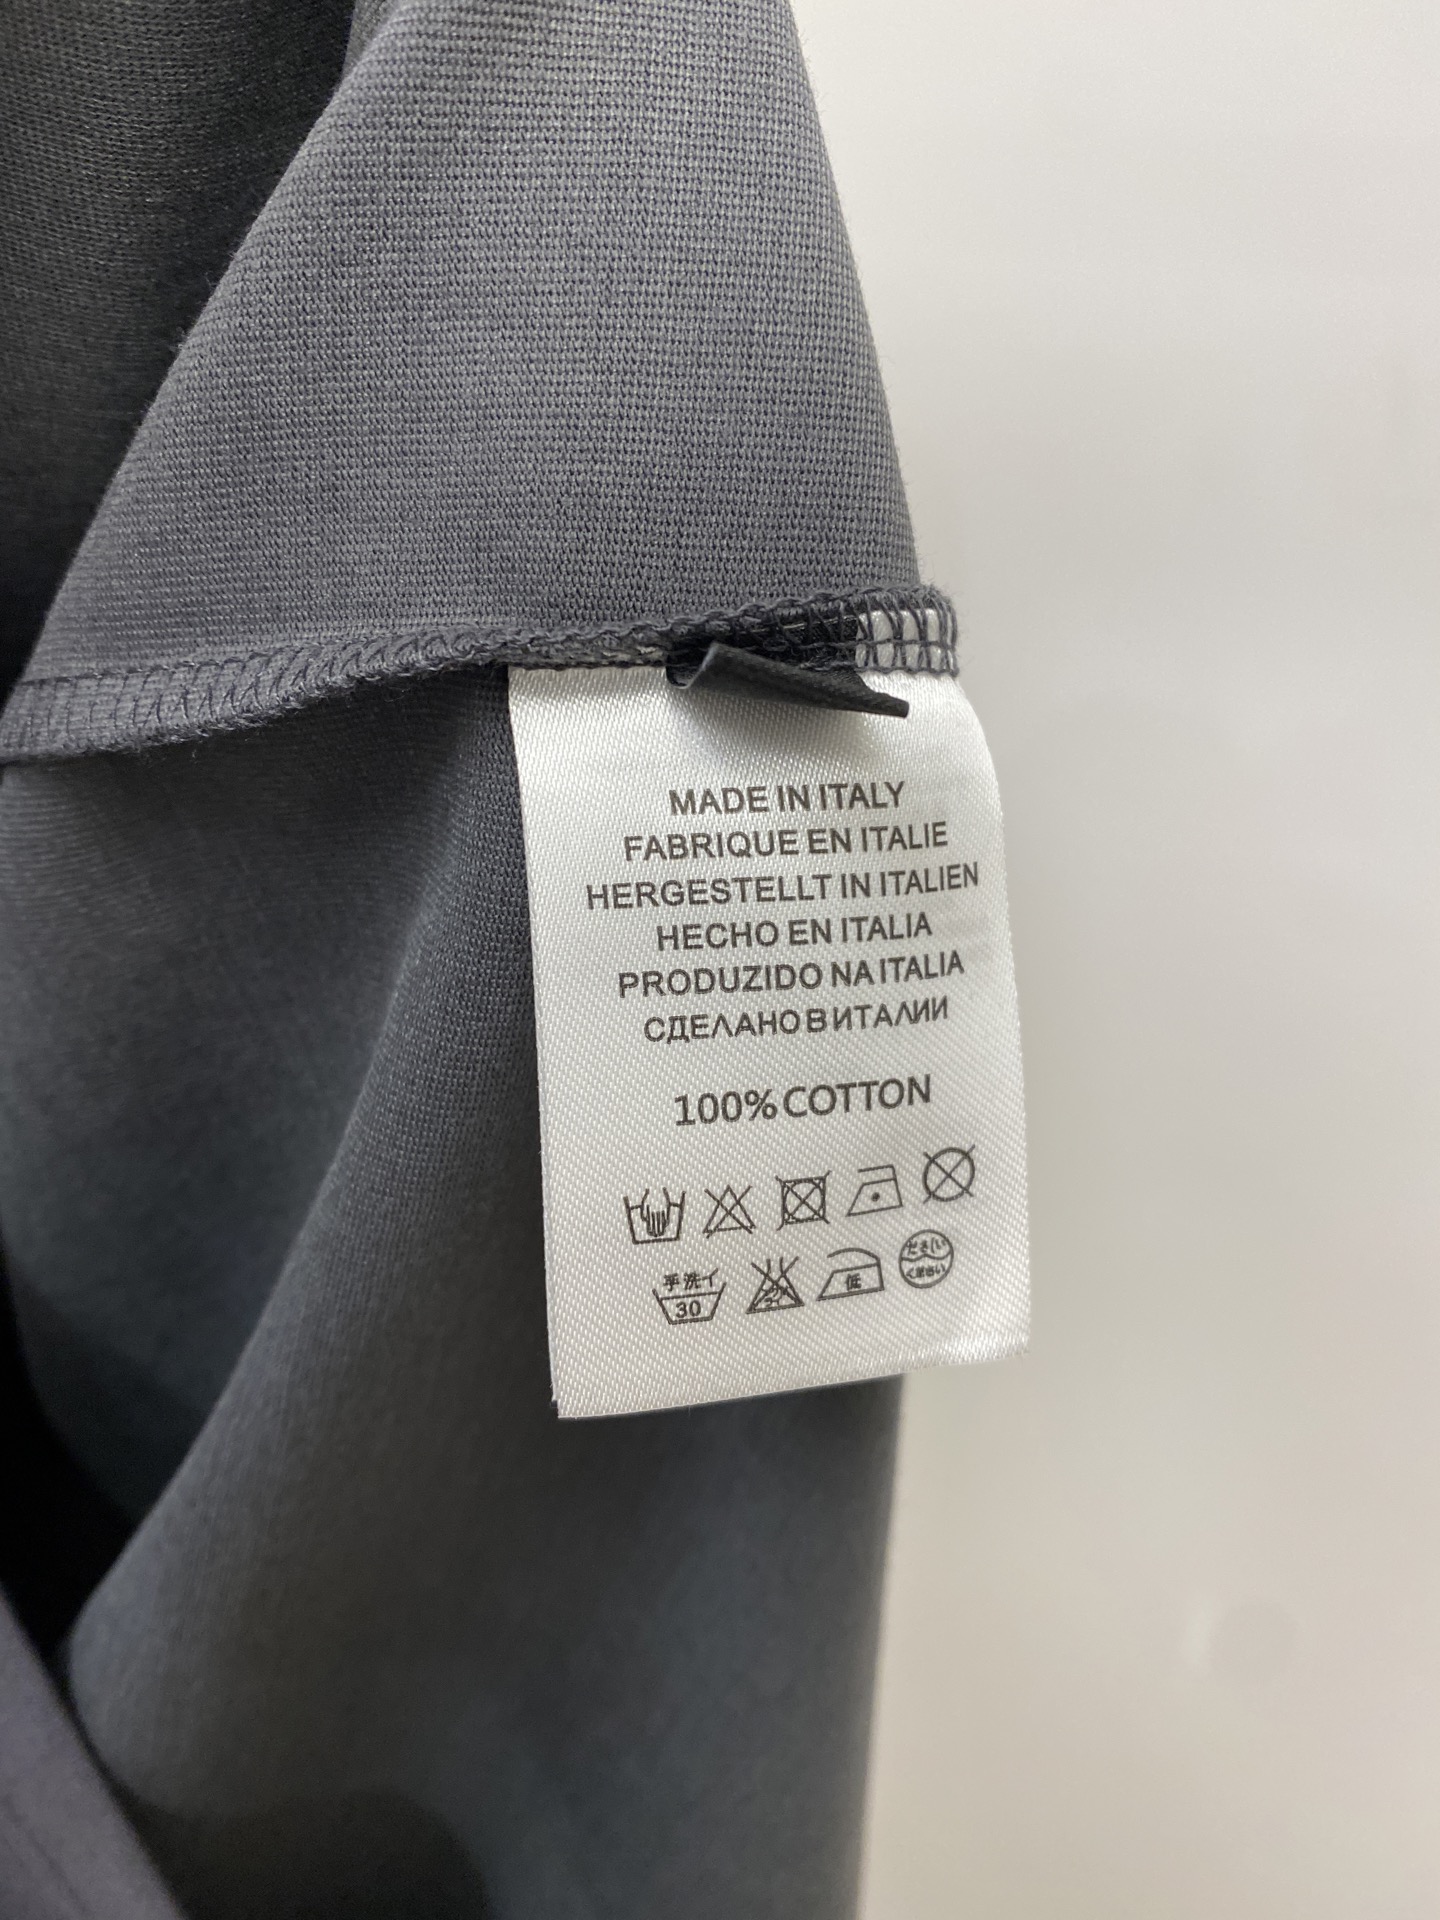 MADE IN ITALY
FABRIQUE EN ITALIE
HERGESTELLT IN ITALIEN
HECHO EN ITALIA
PRODUZIDO NA ITALIA
СДЕЛАНО В ИТАЛИИ
100% COTTON
手洗イ
30
低